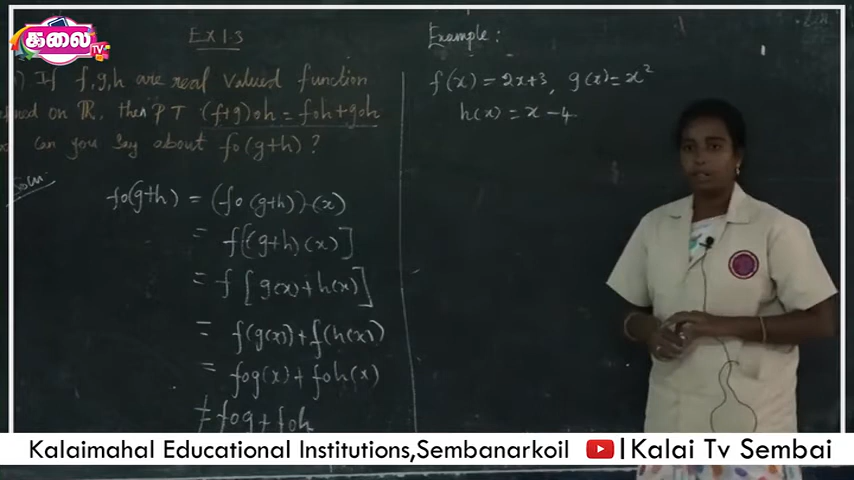 கலை TV
Ex 1.3
If f,g,h are real valued function
on ℝ, then PT (f+g)oh = foh+goh
can you say about fo(g+h) ?
Soln.
fo(g+h) = (fo(g+h))(x)
= f[(g+h)(x)]
= f[g(x)+h(x)]
= f(g(x))+f(h(x))
= fog(x)+foh(x)
≠ fog+foh
Example :
f(x) = 2x+3, g(x)=x²
h(x) = x-4
Kalaimahal Educational Institutions,Sembanarkoil | Kalai Tv Sembai